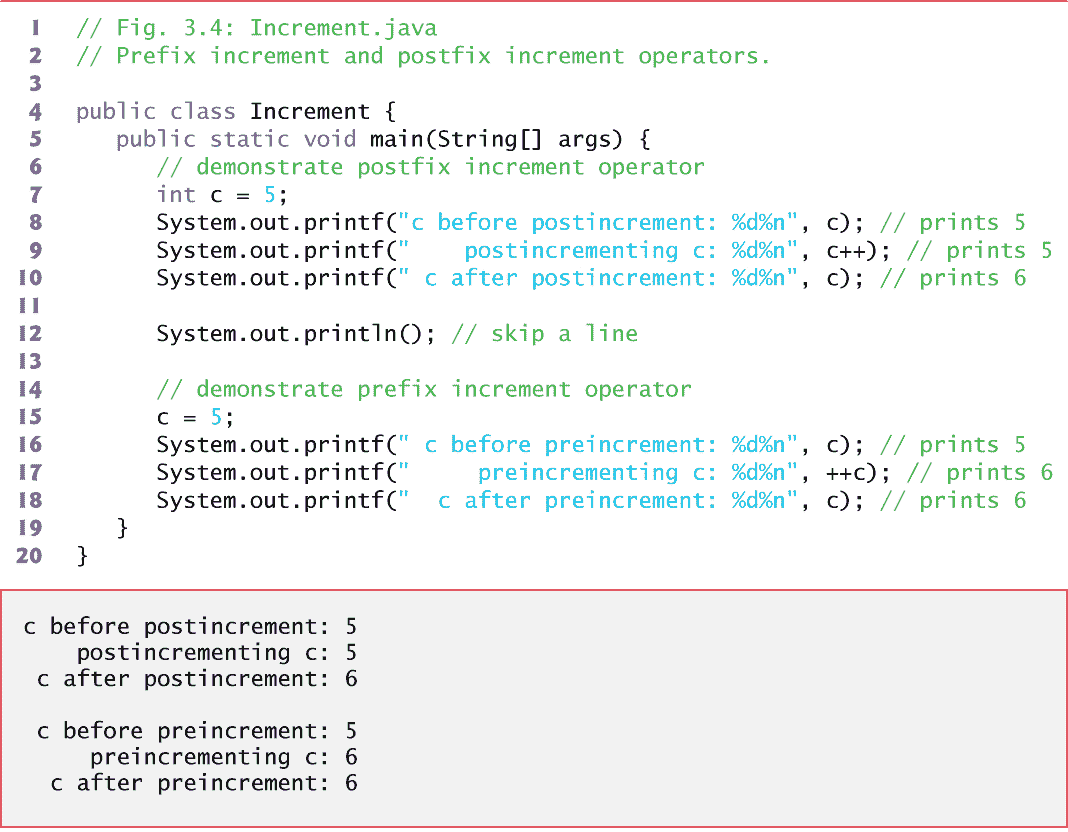 1 // Fig. 3.4: Increment.java
2 // Prefix increment and postfix increment operators.
3
4 public class Increment {
5    public static void main(String[] args) {
6       // demonstrate postfix increment operator
7       int c = 5;
8       System.out.printf("c before postincrement: %d%n", c); // prints 5
9       System.out.printf("    postincrementing c: %d%n", c++); // prints 5
10       System.out.printf(" c after postincrement: %d%n", c); // prints 6
11
12       System.out.println(); // skip a line
13
14       // demonstrate prefix increment operator
15       c = 5;
16       System.out.printf(" c before preincrement: %d%n", c); // prints 5
17       System.out.printf("     preincrementing c: %d%n", ++c); // prints 6
18       System.out.printf("  c after preincrement: %d%n", c); // prints 6
19    }
20 }
c before postincrement: 5
    postincrementing c: 5
 c after postincrement: 6

 c before preincrement: 5
     preincrementing c: 6
  c after preincrement: 6